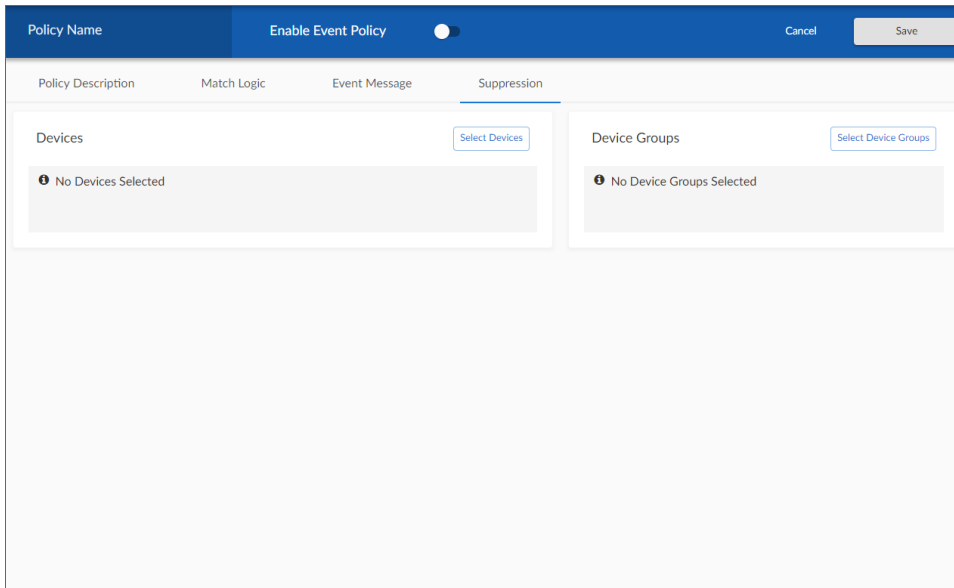 Policy Name
Enable Event Policy
Cancel
Save
Policy Description
Match Logic
Event Message
Suppression
Devices
Select Devices
No Devices Selected
Device Groups
Select Device Groups
No Device Groups Selected